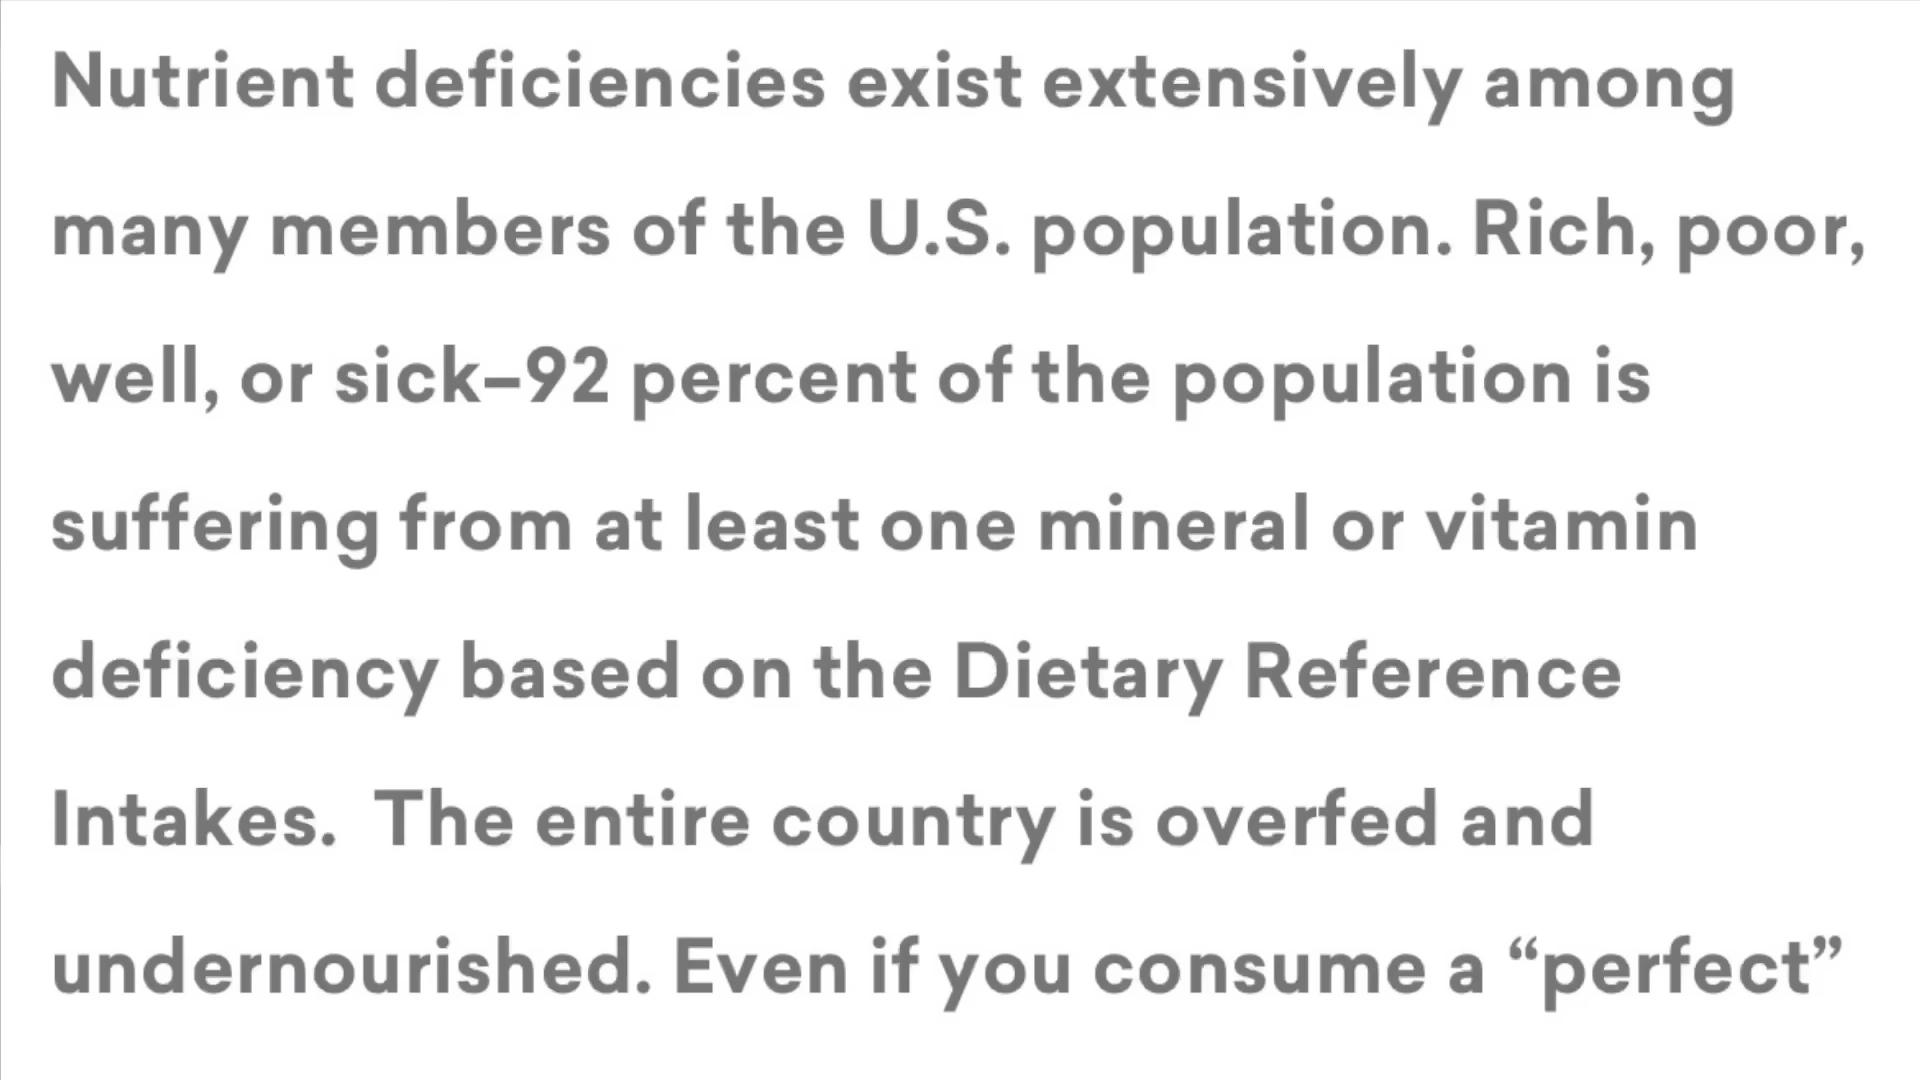 Nutrient deficiencies exist extensively among
many members of the U.S. population. Rich, poor,
well, or sick–92 percent of the population is
suffering from at least one mineral or vitamin
deficiency based on the Dietary Reference
Intakes.  The entire country is overfed and
undernourished. Even if you consume a “perfect”